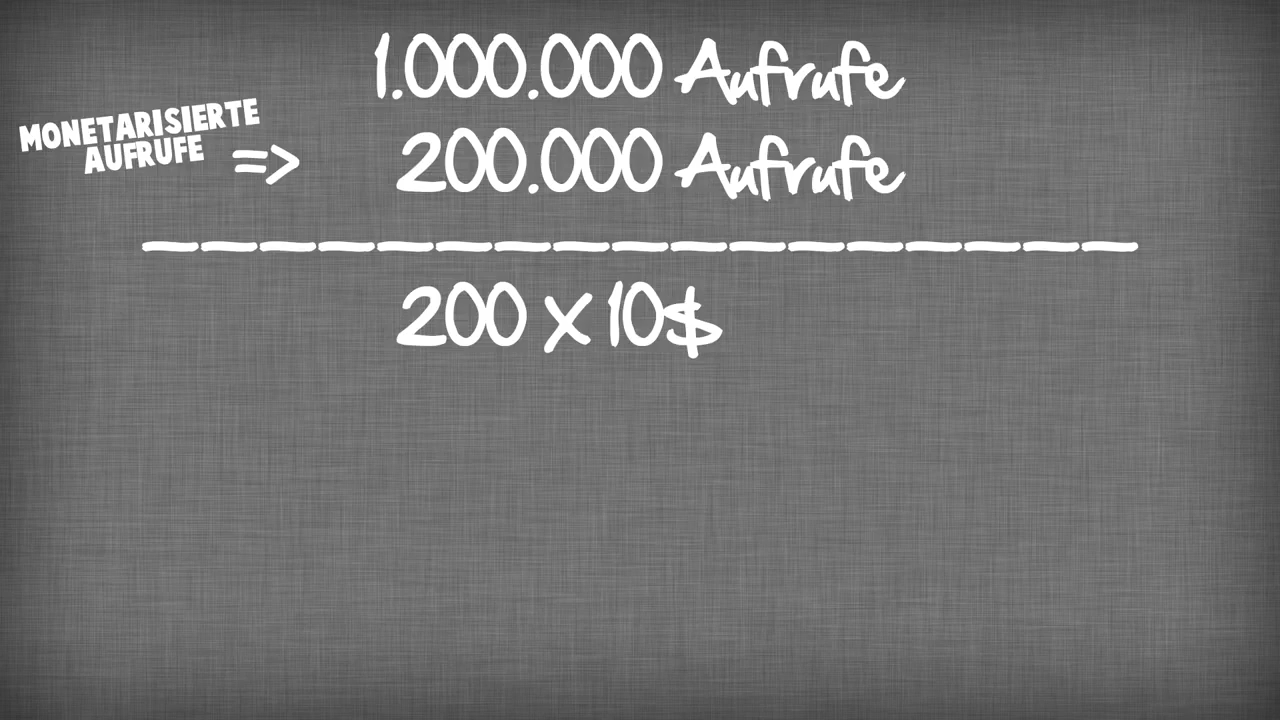 1.000.000 Aufrufe
MONETARISIERTE
AUFRUFE =>
200.000 Aufrufe
200 x 10$